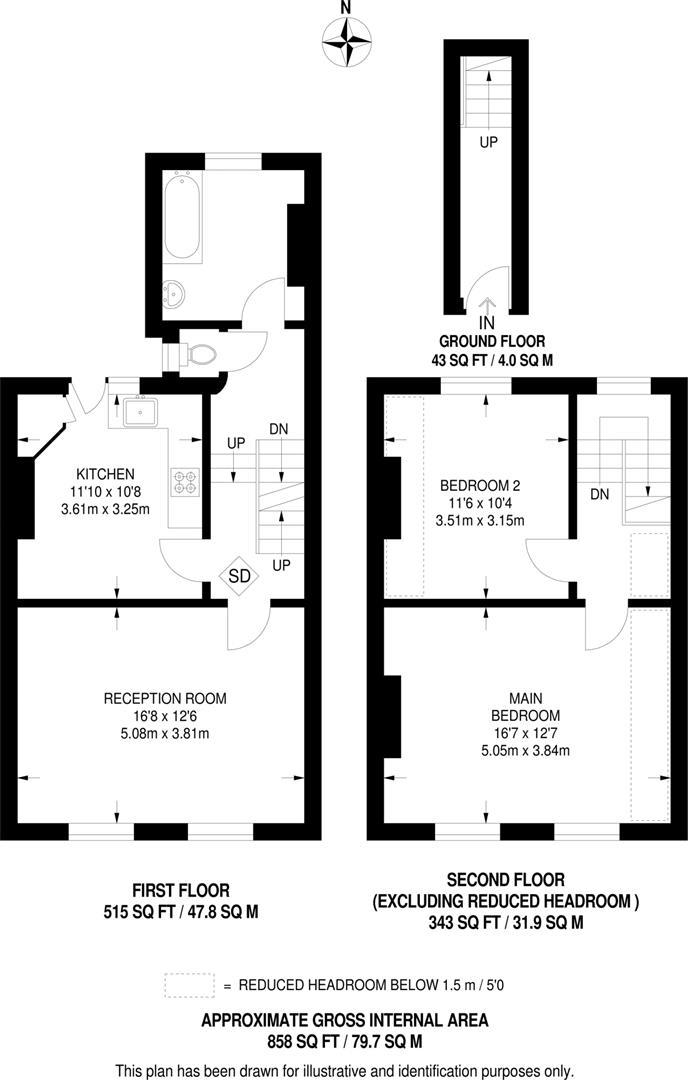 N
UP
IN
GROUND FLOOR
43 SQ FT / 4.0 SQ M
KITCHEN
11'10 x 10'8
3.61m x 3.25m
UP
DN
UP
SD
RECEPTION ROOM
16'8 x 12'6
5.08m x 3.81m
FIRST FLOOR
515 SQ FT / 47.8 SQ M
BEDROOM 2
11'6 x 10'4
3.51m x 3.15m
DN
MAIN
BEDROOM
16'7 x 12'7
5.05m x 3.84m
SECOND FLOOR
(EXCLUDING REDUCED HEADROOM )
343 SQ FT / 31.9 SQ M
= REDUCED HEADROOM BELOW 1.5 m / 5'0
APPROXIMATE GROSS INTERNAL AREA
858 SQ FT / 79.7 SQ M
This plan has been drawn for illustrative and identification purposes only.